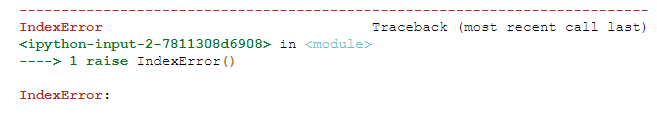 ---------------------------------------------------------------------------
IndexError                                Traceback (most recent call last)
<ipython-input-2-7811308d6908> in <module>
----> 1 raise IndexError()

IndexError: